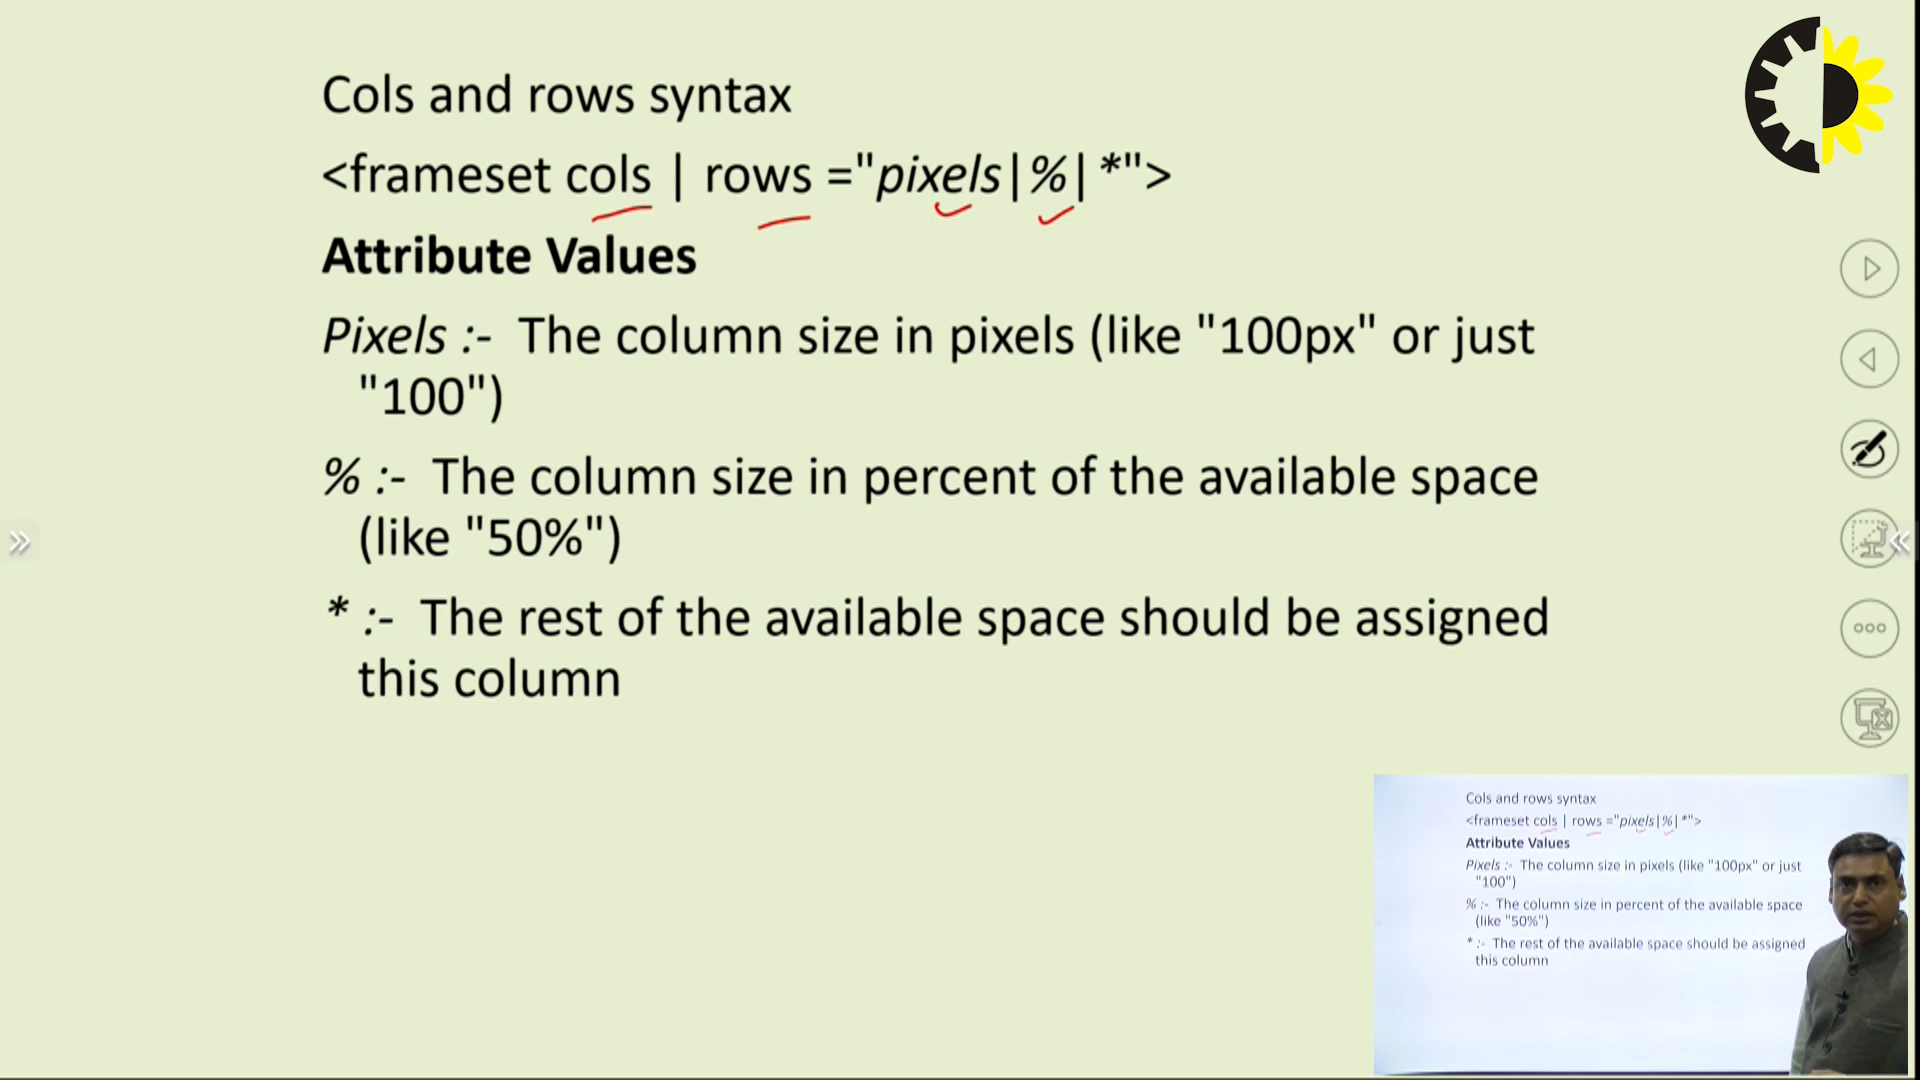 Cols and rows syntax
<frameset cols | rows ="pixels|%|*">
Attribute Values
Pixels :-  The column size in pixels (like "100px" or just
"100")
% :-  The column size in percent of the available space
(like "50%")
* :-  The rest of the available space should be assigned
this column
Cols and rows syntax
<frameset cols | rows ="pixels|%|*">
Attribute Values
Pixels :-  The column size in pixels (like "100px" or just
"100")
% :-  The column size in percent of the available space
(like "50%")
* :-  The rest of the available space should be assigned
this column